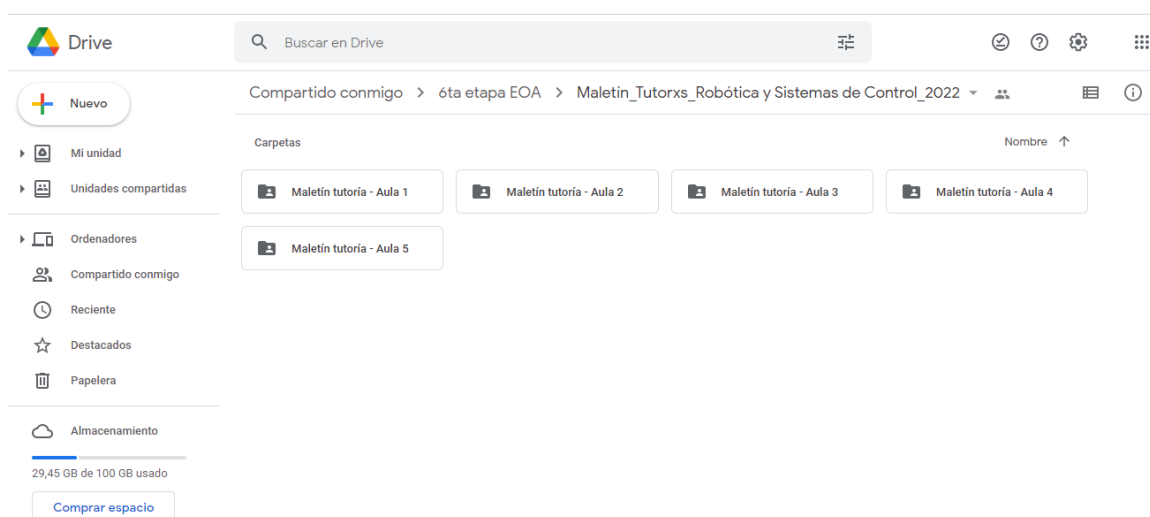 Drive
Buscar en Drive
Nuevo
Compartido conmigo > 6ta etapa EOA > Maletín_Tutorxs_Robótica y Sistemas de Control_2022
Mi unidad
Unidades compartidas
Ordenadores
Compartido conmigo
Reciente
Destacados
Papelera
Almacenamiento
29,45 GB de 100 GB usado
Comprar espacio
Carpetas
Nombre
Maletín tutoría - Aula 1
Maletín tutoría - Aula 2
Maletín tutoría - Aula 3
Maletín tutoría - Aula 4
Maletín tutoría - Aula 5